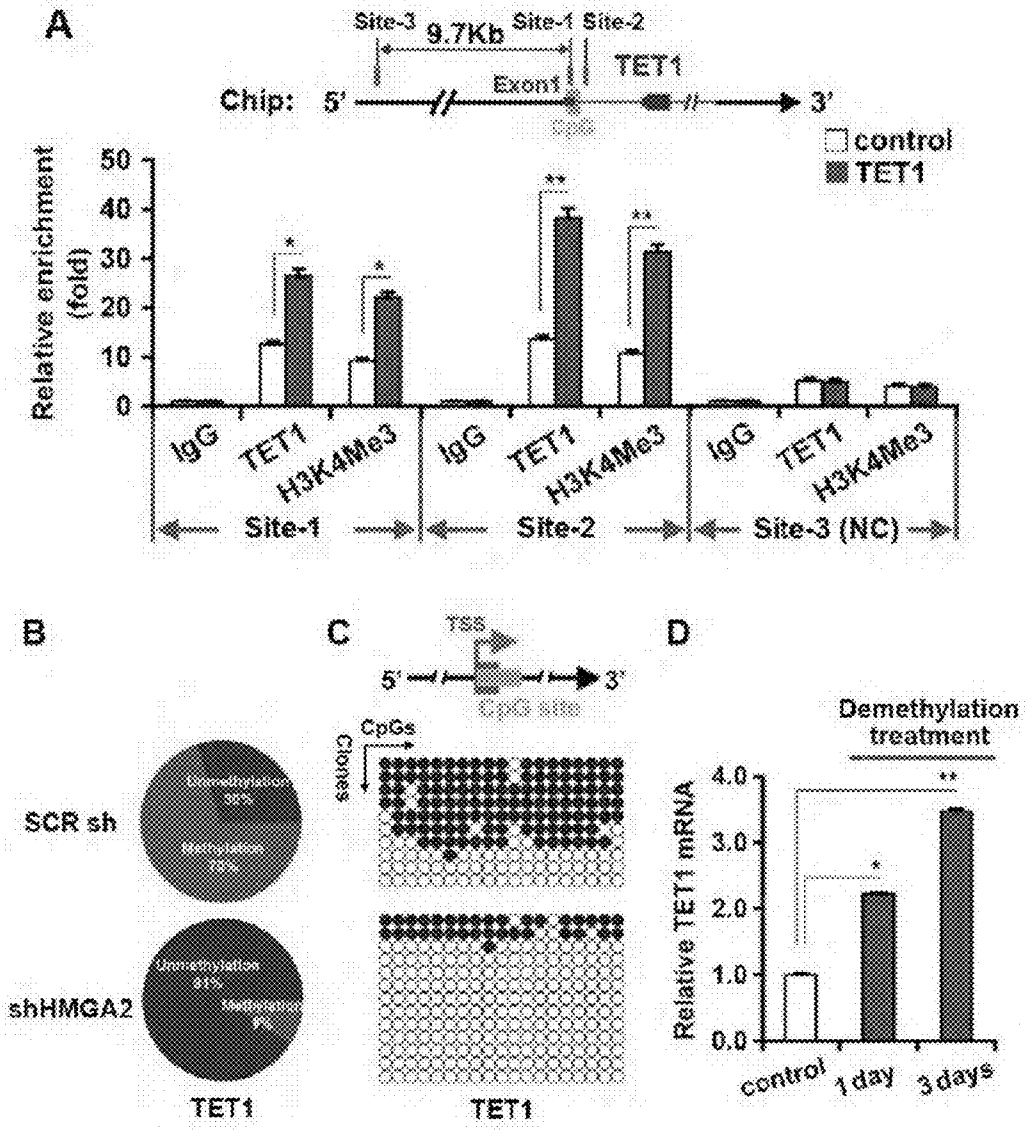 A
Site-3 Site-1 Site-2
9.7Kb
TET1
Exon1
Chip: 5' 3'
CpG
control
TET1
Relative enrichment
(fold)
50
40
30
20
10
0
* * ** **
IgG TET1 H3K4Me3 IgG TET1 H3K4Me3 IgG TET1 H3K4Me3
Site-1 Site-2 Site-3 (NC)
B
SCR sh
Methylation
shHMGA2
Unmethylation
Methylation
TET1
C
TSS
5' 3'
CpG site
CpGs
Clones
TET1
D
Demethylation
treatment
Relative TET1 mRNA
4.0
3.0
2.0
1.0
0.0
* **
control 1 day 3 days